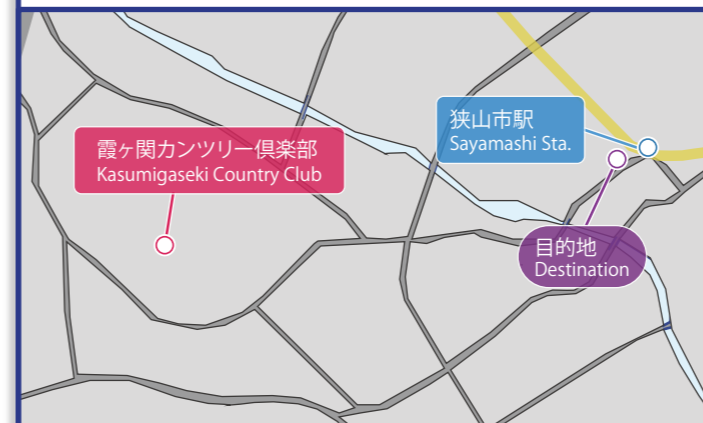 霞ヶ関カンツリー倶楽部
Kasumigaseki Country Club
狭山市駅
Sayamashi Sta.
目的地
Destination